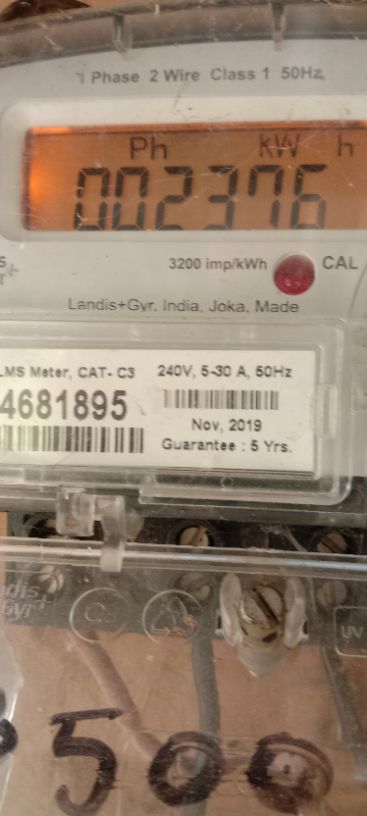 1 Phase 2 Wire Class 1 50Hz
Ph kW h
002376
3200 imp/kWh CAL
Landis+Gyr, India, Joka, Made
LMS Meter, CAT- C3 240V, 5-30 A, 50Hz
4681895
Nov, 2019
Guarantee : 5 Yrs.
UV
500